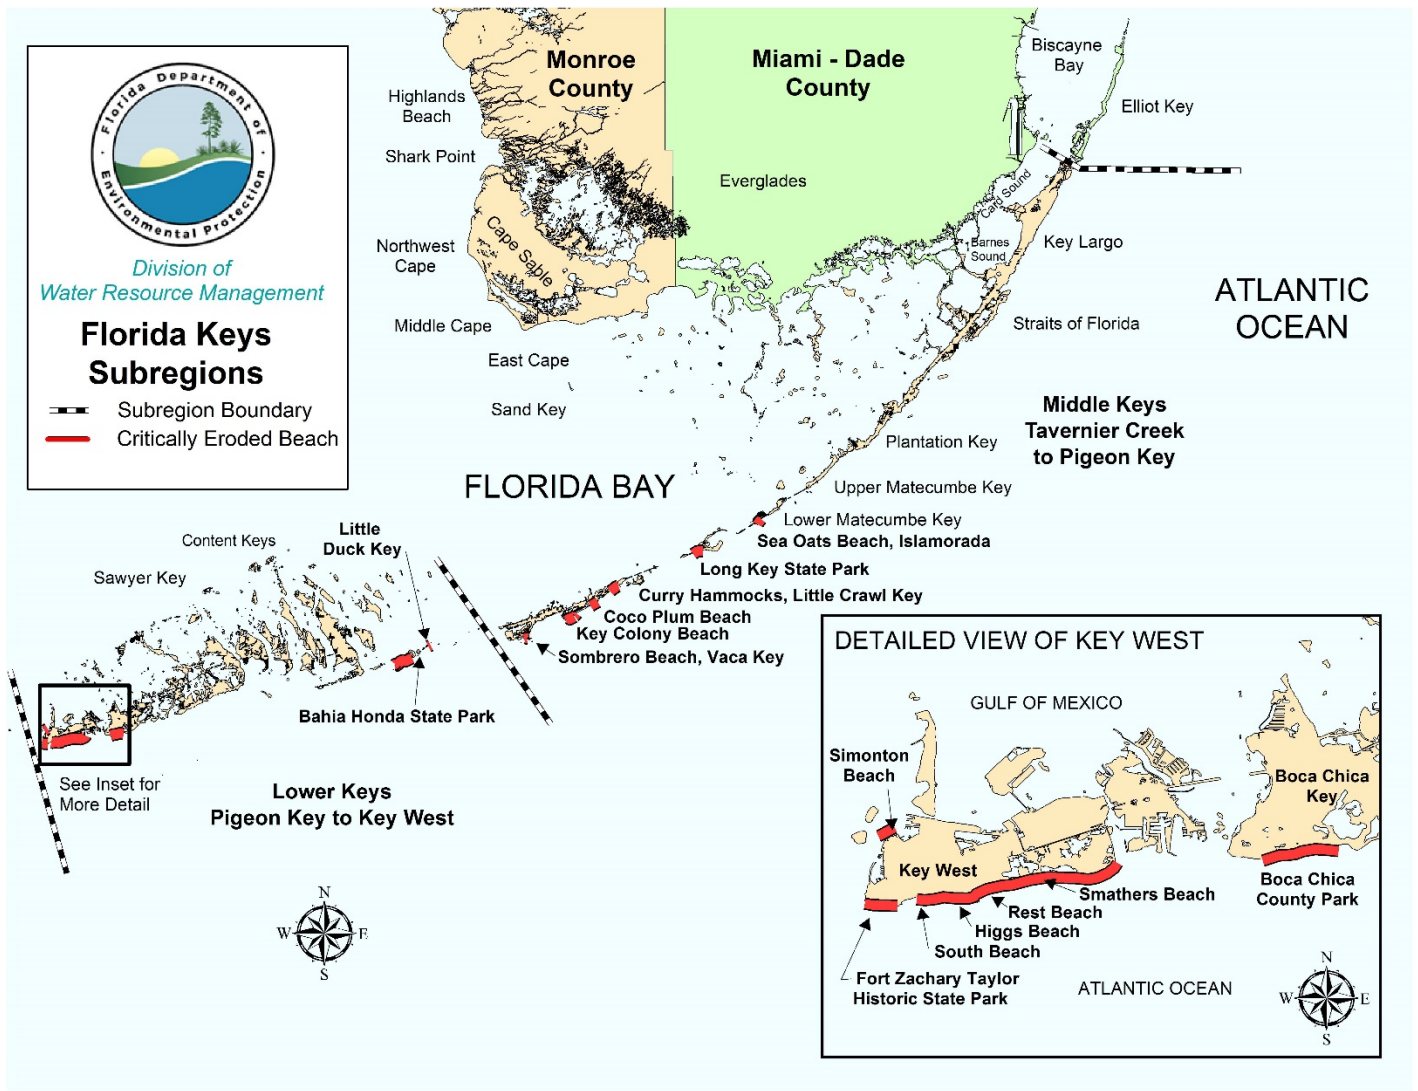 Florida Department of
Environmental Protection
Division of
Water Resource Management
Florida Keys
Subregions
Subregion Boundary
Critically Eroded Beach
Monroe
County
Miami - Dade
County
Biscayne
Bay
Highlands
Beach
Elliot Key
Shark Point
Everglades
Card Sound
Cape Sable
Northwest
Cape
Barnes
Sound
Key Largo
ATLANTIC
OCEAN
Middle Cape
Straits of Florida
East Cape
Sand Key
Middle Keys
Tavernier Creek
to Pigeon Key
Plantation Key
FLORIDA BAY
Upper Matecumbe Key
Lower Matecumbe Key
Sea Oats Beach, Islamorada
Little
Duck Key
Content Keys
Sawyer Key
Long Key State Park
Curry Hammocks, Little Crawl Key
Coco Plum Beach
Key Colony Beach
Sombrero Beach, Vaca Key
Bahia Honda State Park
See Inset for
More Detail
Lower Keys
Pigeon Key to Key West
N
W
E
S
DETAILED VIEW OF KEY WEST
GULF OF MEXICO
Simonton
Beach
Boca Chica
Key
Key West
Smathers Beach
Boca Chica
County Park
Rest Beach
Higgs Beach
South Beach
Fort Zachary Taylor
Historic State Park
ATLANTIC OCEAN
N
W
E
S